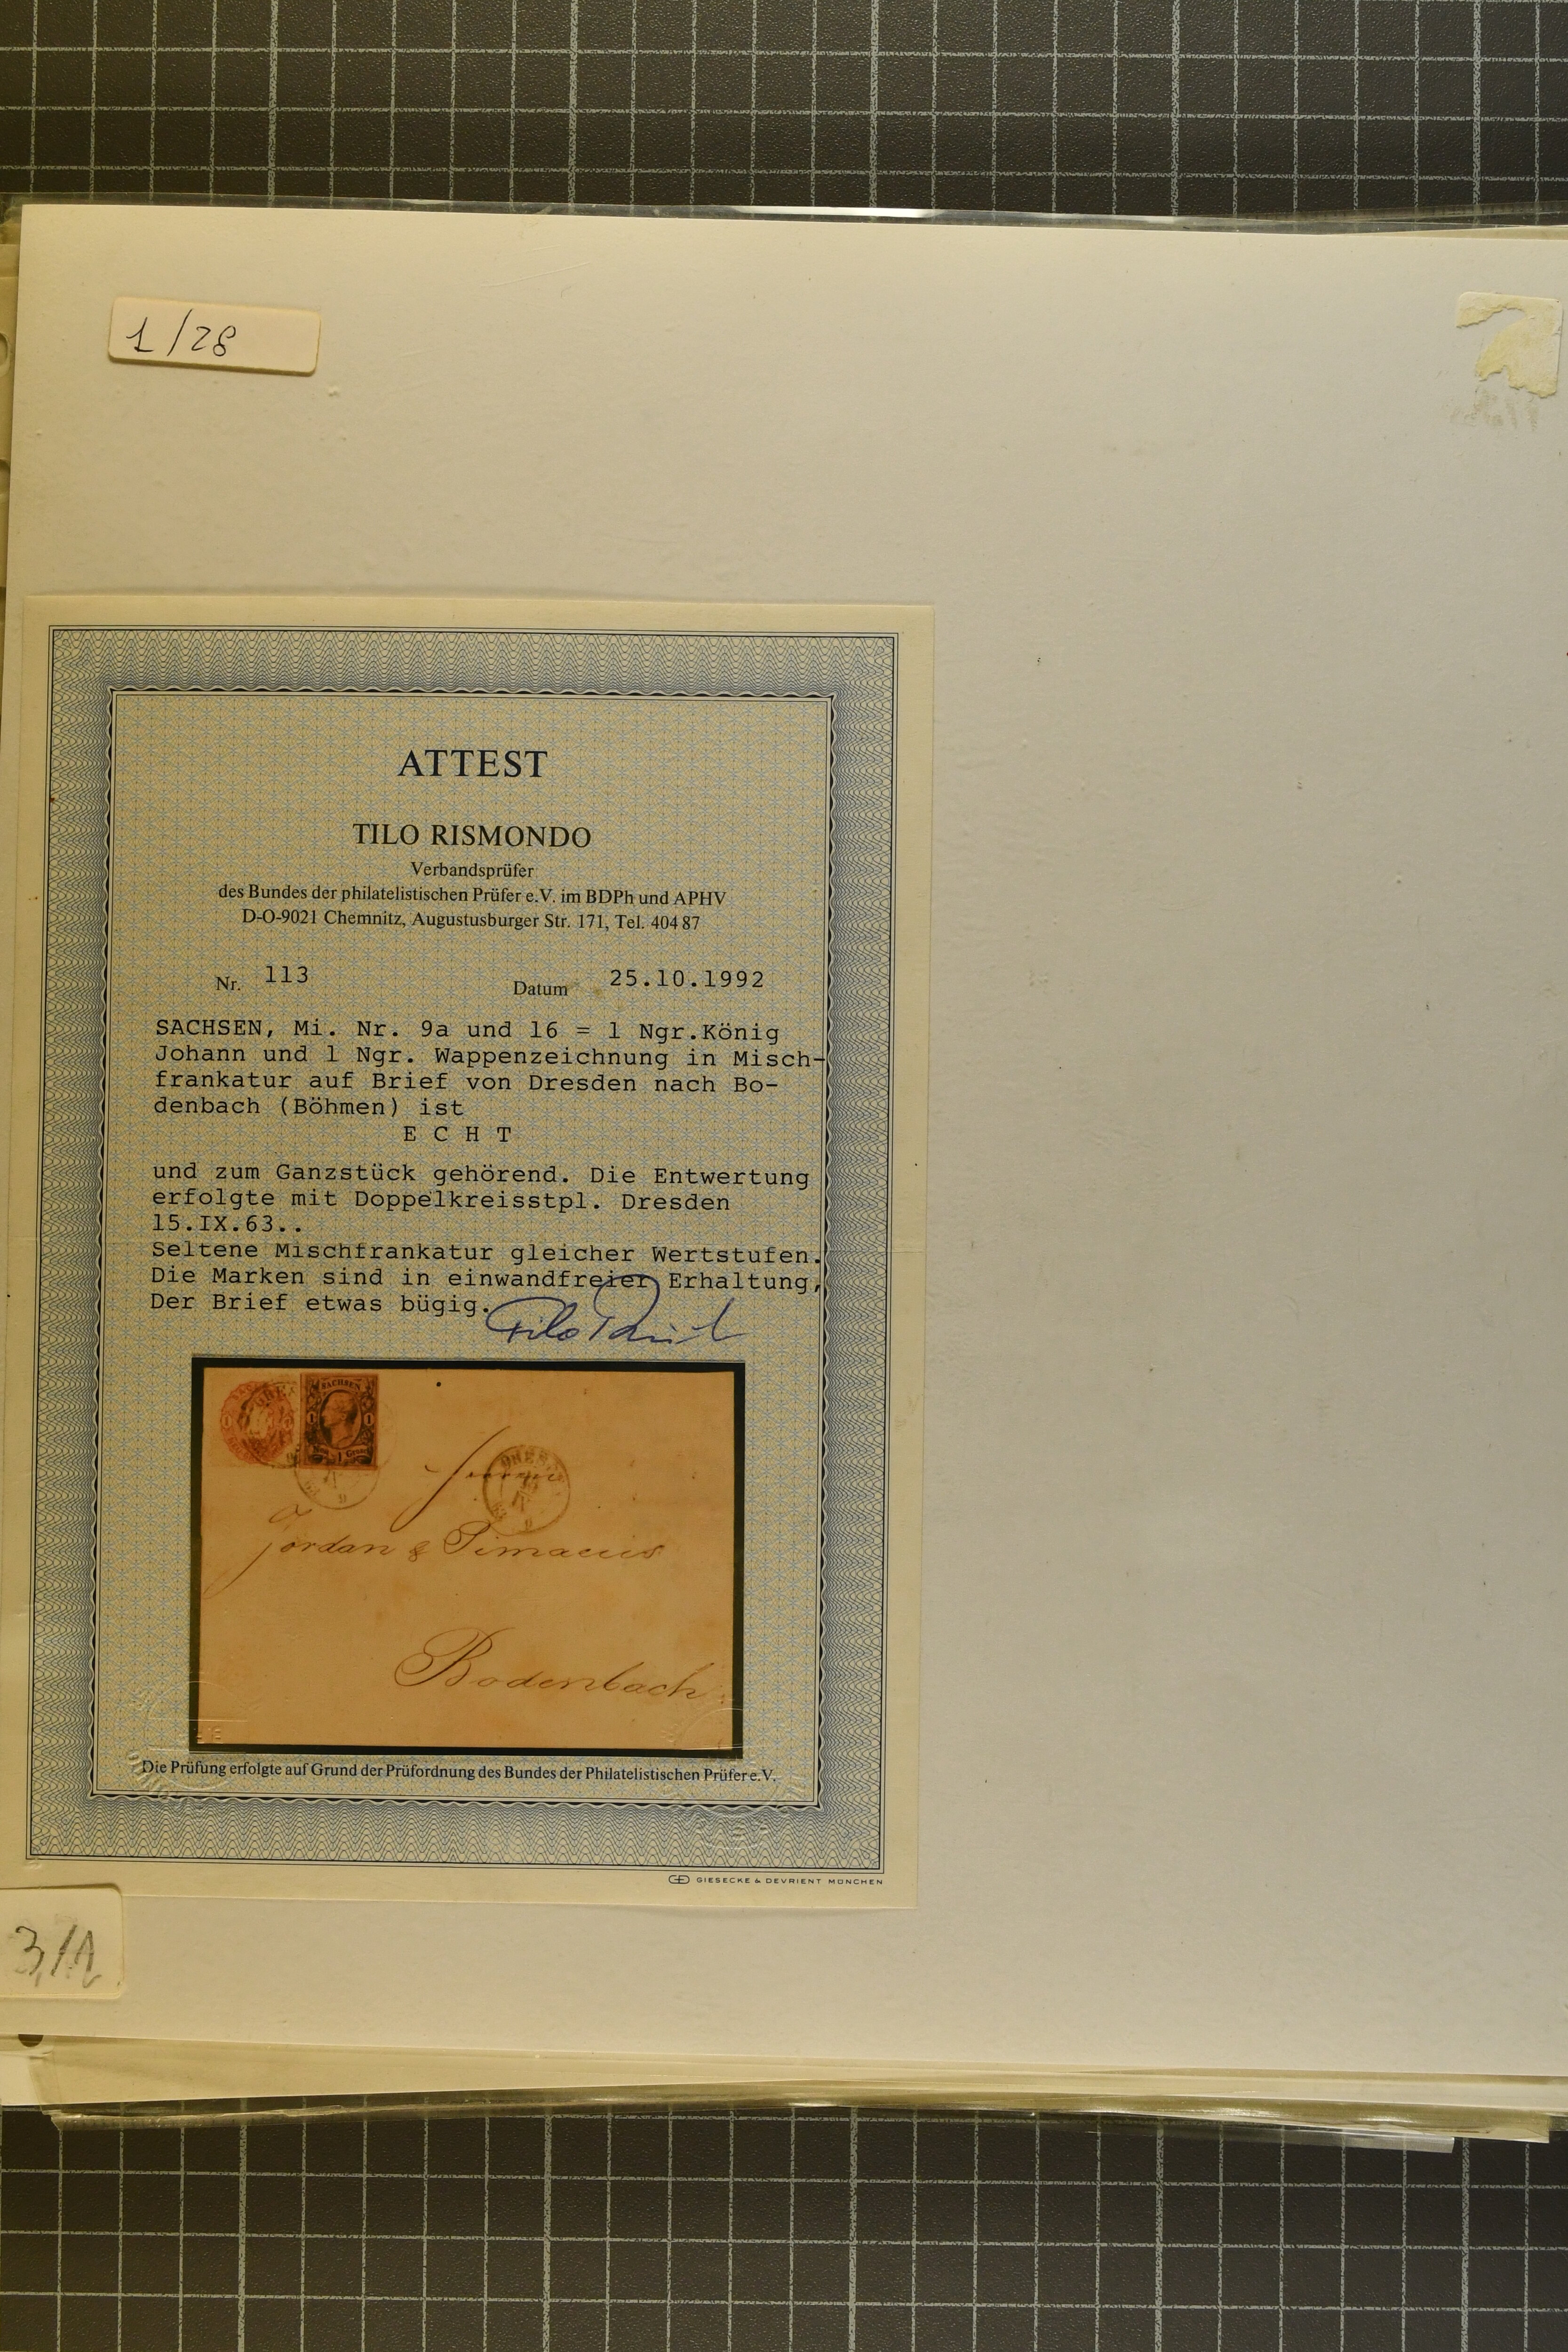 1/28
ATTEST
TILO RISMONDO
Verbandsprüfer
des Bundes der philatelistischen Prüfer e.V. im BDPh und APHV
D-O-9021 Chemnitz, Augustusburger Str. 171, Tel. 404 87
Nr. 113 Datum 25.10.1992
SACHSEN, Mi. Nr. 9a und 16 = 1 Ngr.König
Johann und 1 Ngr. Wappenzeichnung in Misch-
frankatur auf Brief von Dresden nach Bo-
denbach (Böhmen) ist
E C H T
und zum Ganzstück gehörend. Die Entwertung
erfolgte mit Doppelkreisstpl. Dresden
15.IX.63..
Seltene Mischfrankatur gleicher Wertstufen.
Die Marken sind in einwandfreier Erhaltung,
Der Brief etwas bügig.
SACHSEN
1 1
Jordan &
Bodenbach
Die Prüfung erfolgte auf Grund der Prüfordnung des Bundes der Philatelistischen Prüfer e.V.
GIESECKE & DEVRIENT MÜNCHEN